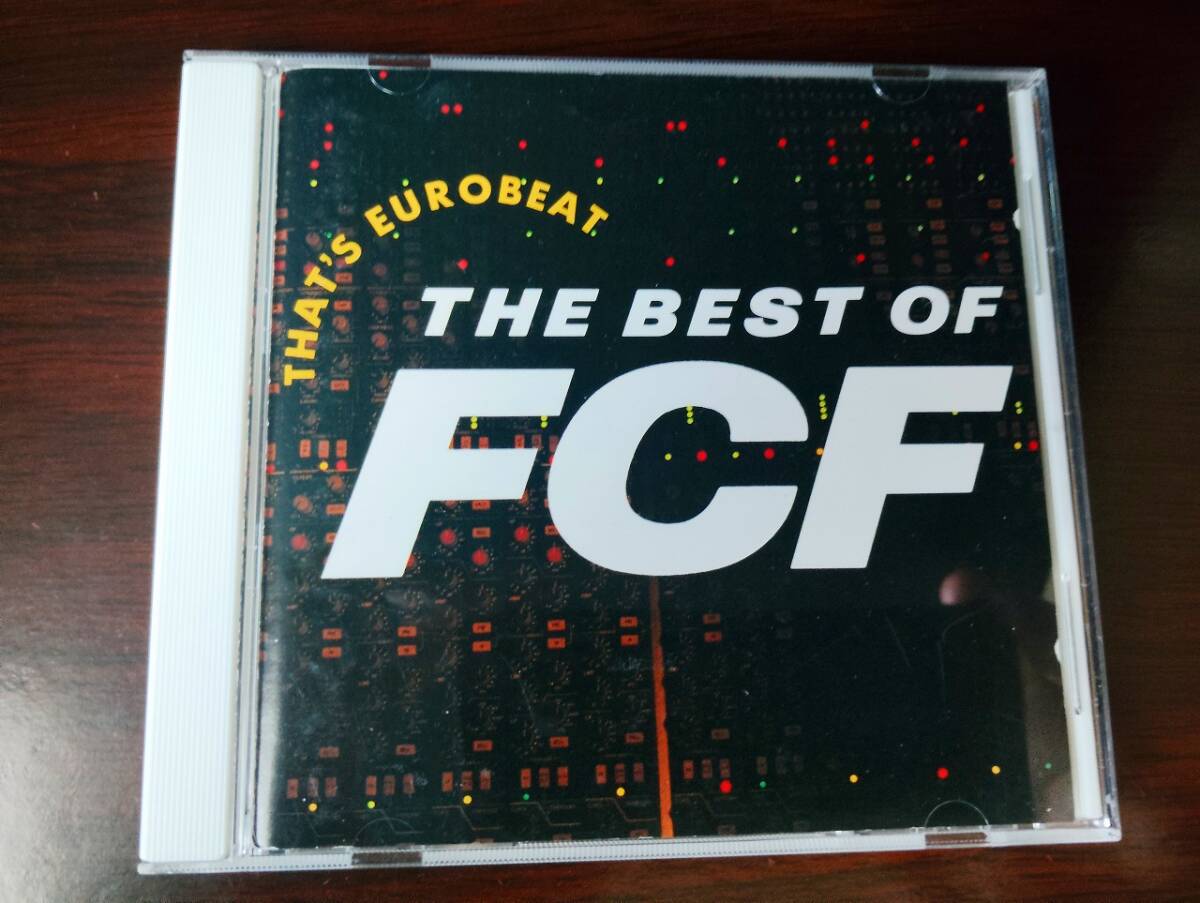 THAT'S EUROBEAT
THE BEST OF
FCF